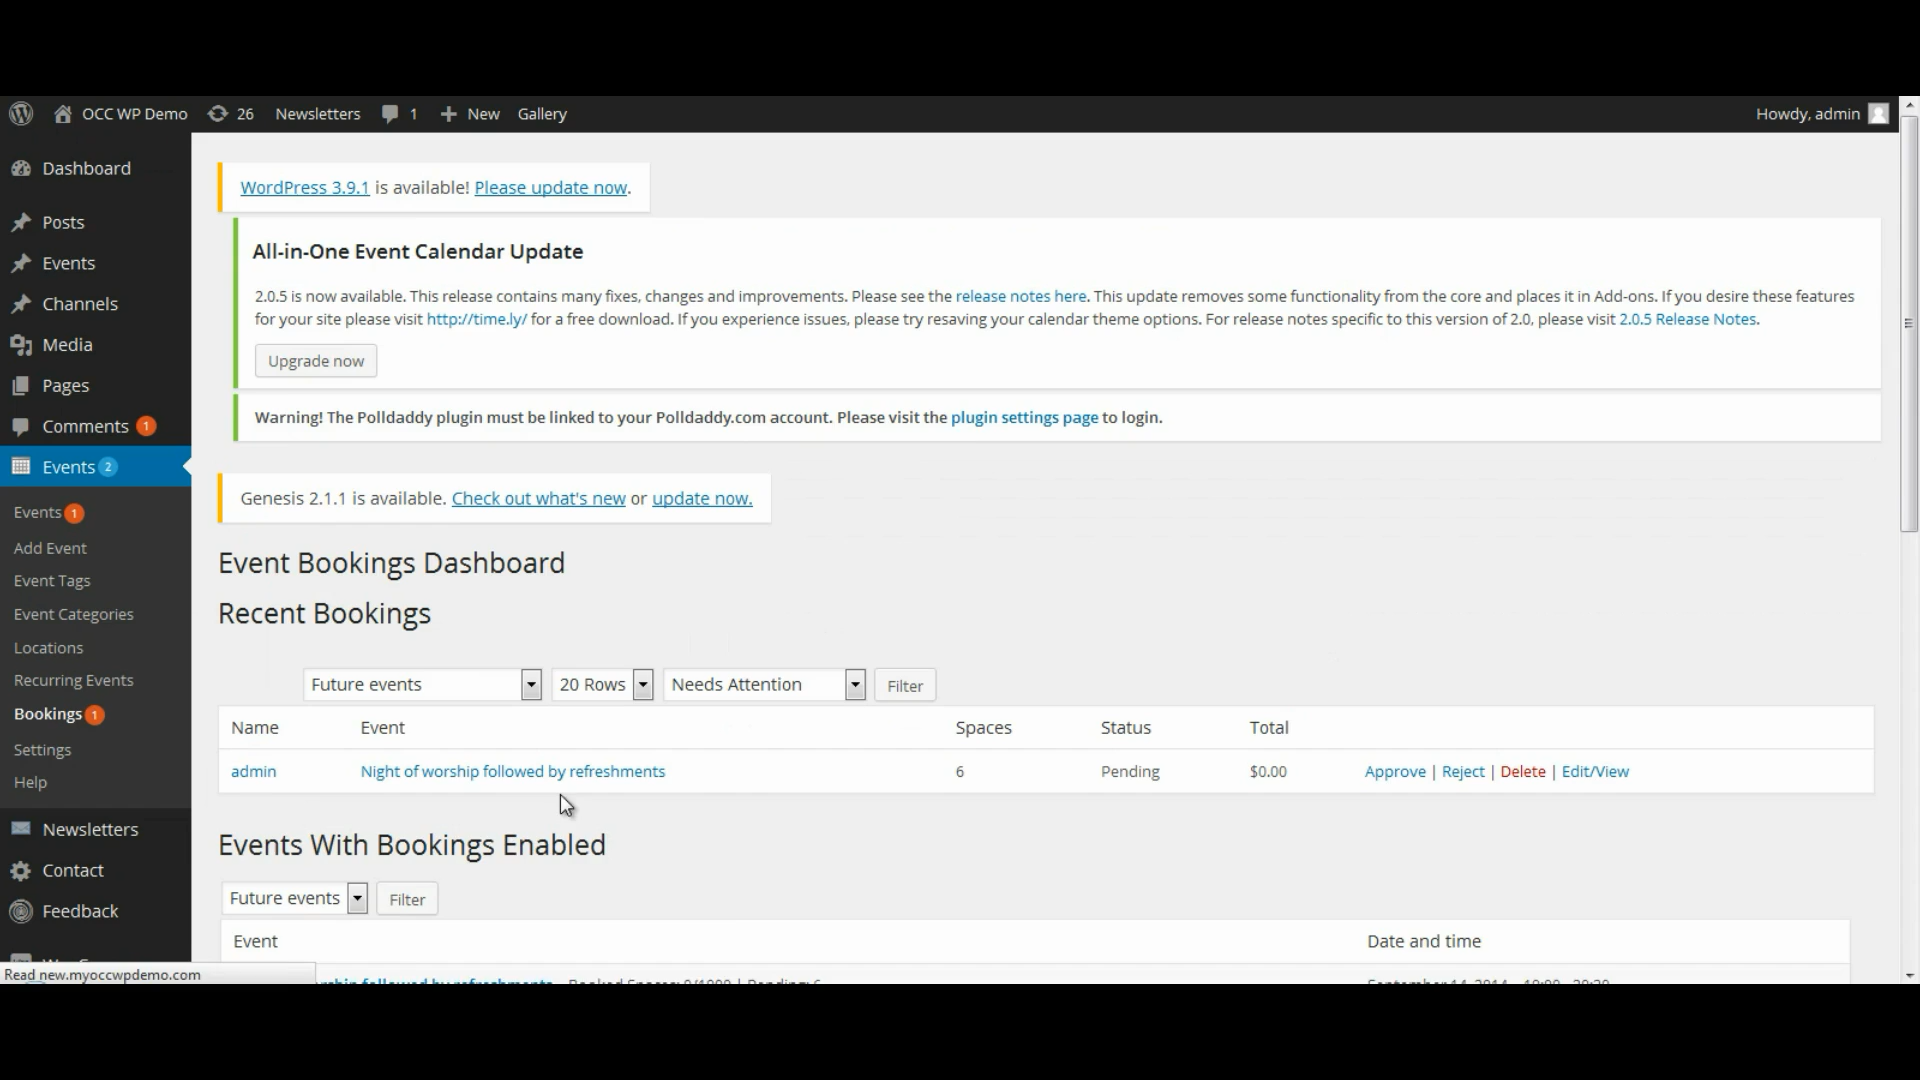 OCC WP Demo 26 Newsletters 1 New Gallery Howdy, admin
Dashboard
Posts
Events
Channels
Media
Pages
Comments 1
Events 2
Events 1
Add Event
Event Tags
Event Categories
Locations
Recurring Events
Bookings 1
Settings
Help
Newsletters
Contact
Feedback
Read new.myoccwpdemo.com
WordPress 3.9.1 is available! Please update now.
All-in-One Event Calendar Update
2.0.5 is now available. This release contains many fixes, changes and improvements. Please see the release notes here. This update removes some functionality from the core and places it in Add-ons. If you desire these features
for your site please visit http://time.ly/ for a free download. If you experience issues, please try resaving your calendar theme options. For release notes specific to this version of 2.0, please visit 2.0.5 Release Notes.
Upgrade now
Warning! The Polldaddy plugin must be linked to your Polldaddy.com account. Please visit the plugin settings page to login.
Genesis 2.1.1 is available. Check out what's new or update now.
Event Bookings Dashboard
Recent Bookings
Future events 20 Rows Needs Attention Filter
Name Event Spaces Status Total
admin Night of worship followed by refreshments 6 Pending $0.00 Approve | Reject | Delete | Edit/View
Events With Bookings Enabled
Future events Filter
Event Date and time
followed by refreshments